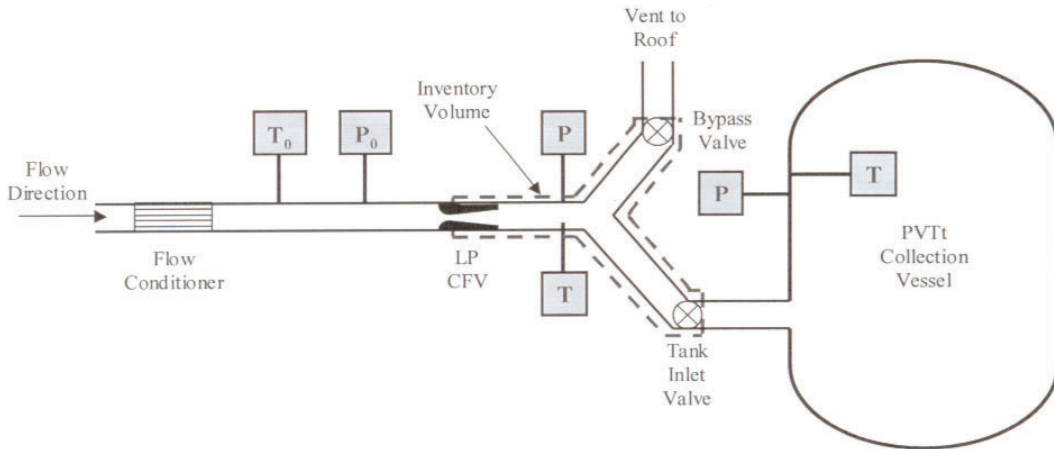 Vent to
Roof
Inventory
Volume
Bypass
Valve
T0
P0
P
Flow
Direction
P
T
PVTt
Collection
Vessel
Flow
Conditioner
LP
CFV
T
Tank
Inlet
Valve